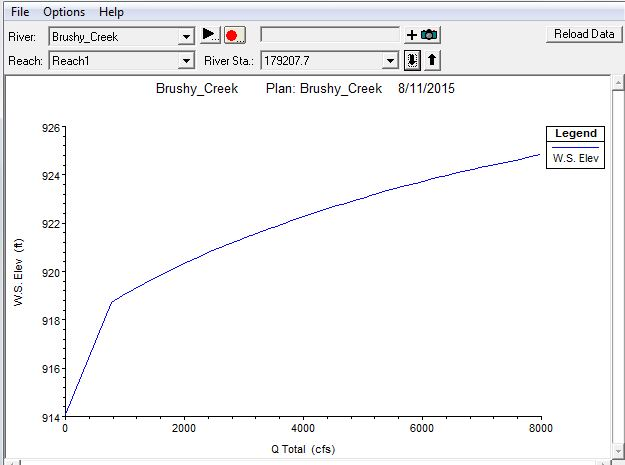 File Options Help
River: Brushy_Creek ... ... +
Reach: Reach1 River Sta.: 179207.7
Reload Data
Brushy_Creek Plan: Brushy_Creek 8/11/2015
Legend
W.S. Elev
926
924
922
920
918
916
914
W.S. Elev (ft)
0 2000 4000 6000 8000
Q Total (cfs)